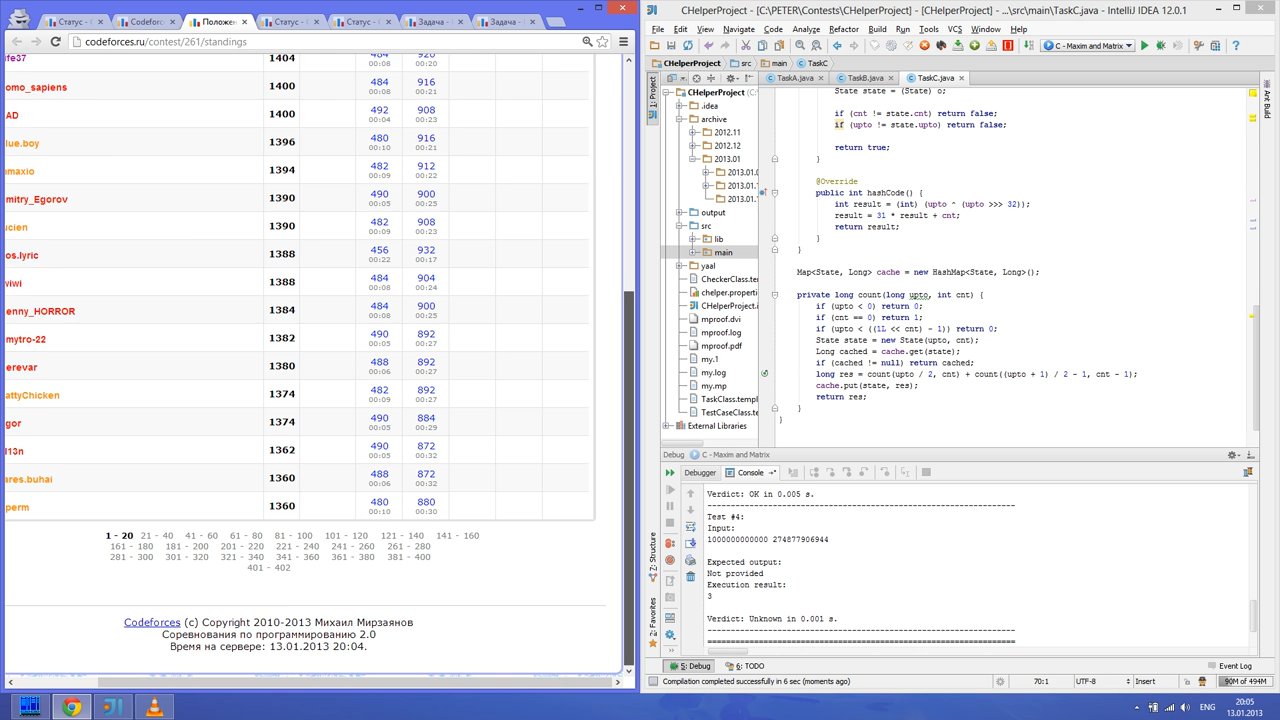 Статус -
Codeforc
Положен
Статус - C
Статус - C
Задача -
Задача -
codeforces.ru/contest/261/standings
ife37 1404 484 00:08 920 00:20
omo_sapiens 1400 484 00:08 916 00:21
AD 1400 492 00:04 908 00:23
lue.boy 1396 480 00:10 916 00:21
maxio 1394 482 00:09 912 00:22
mitry_Egorov 1390 490 00:05 900 00:25
ucien 1390 482 00:09 908 00:23
os.lyric 1388 456 00:22 932 00:17
wiwi 1388 484 00:08 904 00:24
enny_HORROR 1384 484 00:08 900 00:25
mytro-22 1382 490 00:05 892 00:27
erevar 1380 488 00:06 892 00:27
attyChicken 1374 482 00:09 892 00:27
gor 1374 490 00:05 884 00:29
l13n 1362 490 00:05 872 00:32
ares.buhai 1360 488 00:06 872 00:32
perm 1360 480 00:10 880 00:30
1 - 20 21 - 40 41 - 60 61 - 80 81 - 100 101 - 120 121 - 140 141 - 160
161 - 180 181 - 200 201 - 220 221 - 240 241 - 260 261 - 280
281 - 300 301 - 320 321 - 340 341 - 360 361 - 380 381 - 400
401 - 402
Codeforces (c) Copyright 2010-2013 Михаил Мирзаянов
Соревнования по программированию 2.0
Время на сервере: 13.01.2013 20:04.
CHelperProject - [C:\PETER\Contests\CHelperProject] - [CHelperProject] - ...\src\main\TaskC.java - IntelliJ IDEA 12.0.1
File Edit View Navigate Code Analyze Refactor Build Run Tools VCS Window Help
C - Maxim and Matrix
CHelperProject src main TaskC
TaskA.java TaskB.java TaskC.java
1: Project
Ant Build
CHelperProject (C:
.idea
archive
2012.11
2012.12
2013.01
2013.01.0
2013.01.
2013.01.
output
src
lib
main
yaal
CheckerClass.te
chelper.properti
CHelperProject.i
mproof.dvi
mproof.log
mproof.pdf
my.1
my.log
my.mp
TaskClass.templ
TestCaseClass.t
External Libraries
State state = (State) o;
if (cnt != state.cnt) return false;
if (upto != state.upto) return false;
return true;
}
@Override
public int hashCode() {
int result = (int) (upto ^ (upto >>> 32));
result = 31 * result + cnt;
return result;
}
}
Map<State, Long> cache = new HashMap<State, Long>();
private long count(long upto, int cnt) {
if (upto < 0) return 0;
if (cnt == 0) return 1;
if (upto < ((1L << cnt) - 1)) return 0;
State state = new State(upto, cnt);
Long cached = cache.get(state);
if (cached != null) return cached;
long res = count(upto / 2, cnt) + count((upto + 1) / 2 - 1, cnt - 1);
cache.put(state, res);
return res;
}
}
Debug C - Maxim and Matrix
Debugger Console
Verdict: OK in 0.005 s.
------------------------------------------------------------------
Test #4:
Input:
1000000000000 274877906944
Expected output:
Not provided
Execution result:
3
Verdict: Unknown in 0.001 s.
------------------------------------------------------------------
==================================================================
7: Structure
2: Favorites
5: Debug 6: TODO Event Log
Compilation completed successfully in 6 sec (moments ago) 70:1 UTF-8 Insert 90M of 494M
ENG 20:05
13.01.2013